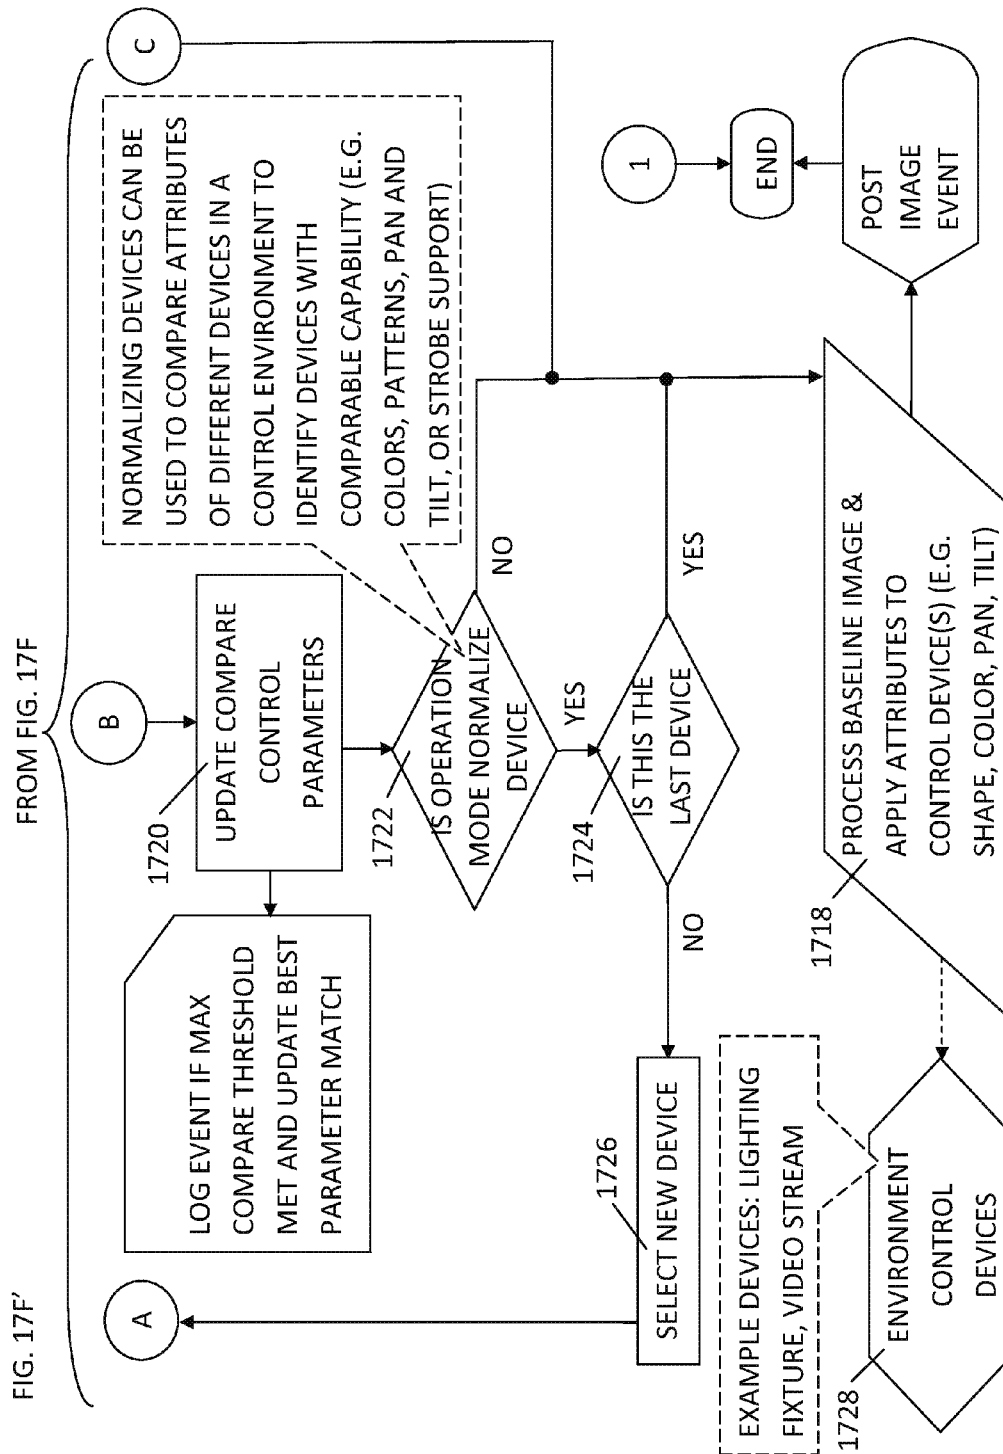 FIG. 17F'
FROM FIG. 17F
A
B
C
LOG EVENT IF MAX
COMPARE THRESHOLD
MET AND UPDATE BEST
PARAMETER MATCH
1720
UPDATE COMPARE
CONTROL
PARAMETERS
NORMALIZING DEVICES CAN BE
USED TO COMPARE ATTRIBUTES
OF DIFFERENT DEVICES IN A
CONTROL ENVIRONMENT TO
IDENTIFY DEVICES WITH
COMPARABLE CAPABILITY (E.G.
COLORS, PATTERNS, PAN AND
TILT, OR STROBE SUPPORT)
1722
IS OPERATION
MODE NORMALIZE
DEVICE
NO
YES
1724
IS THIS THE
LAST DEVICE
NO
YES
1726
SELECT NEW DEVICE
EXAMPLE DEVICES: LIGHTING
FIXTURE, VIDEO STREAM
1728
ENVIRONMENT
CONTROL
DEVICES
1718
PROCESS BASELINE IMAGE &
APPLY ATTRIBUTES TO
CONTROL DEVICE(S) (E.G.
SHAPE, COLOR, PAN, TILT)
1
END
POST
IMAGE
EVENT